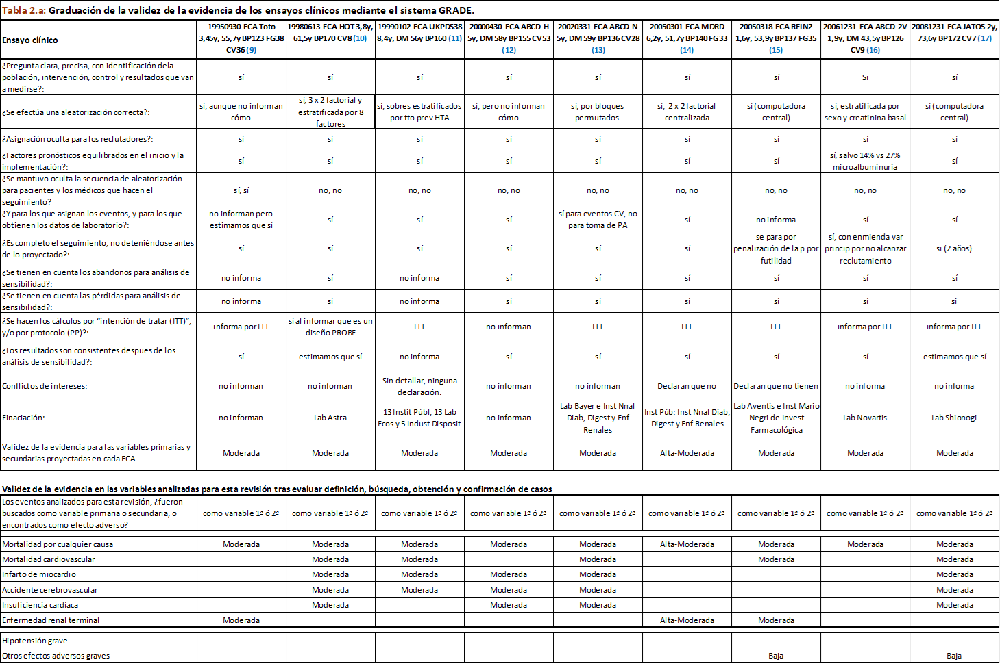 Tabla 2.a: Graduación de la validez de la evidencia de los ensayos clínicos mediante el sistema GRADE.
Ensayo clínico
19950930-ECA Toto
3,45y, 55,7y BP123 FG38
CV36 (9)
19980613-ECA HOT 3,8y,
61,5y BP170 CV8 (10)
19990102-ECA UKPDS38
8,4y, DM 56y BP160 (11)
20000430-ECA ABCD-H
5y, DM 58y BP155 CV53
(12)
20020331-ECA ABCD-N
5y, DM 59y BP136 CV28
(13)
20050301-ECA MDRD
6,2y, 51,7y BP140 FG33
(14)
20050318-ECA REIN2
1,6y, 53,9y BP137 FG35
(15)
20061231-ECA ABCD-2V
1,9y, DM 43,5y BP126
CV9 (16)
20081231-ECA JATOS 2y,
73,6y BP172 CV7 (17)
¿Pregunta clara, precisa, con identificación dela
población, intervención, control y resultados que van
a medirse?:
sí
sí
sí
sí
sí
sí
sí
Si
sí
¿Se efectúa una aleatorización correcta?:
sí, aunque no informan
cómo
sí, 3 x 2 factorial y
estratificada por 8
factores
sí, sobres estratificados
por tto prev HTA
sí, pero no informan
cómo
sí, por bloques
permutados.
sí, 2 x 2 factorial
centralizada
sí (computadora
central)
sí, estratificada por
sexo y creatinina basal
sí (computadora
central)
¿Asignación oculta para los reclutadores?:
sí
sí
sí
sí
sí
sí
sí
sí
sí
¿Factores pronósticos equilibrados en el inicio y la
implementación?:
sí
sí
sí
sí
sí
sí
sí
sí, salvo 14% vs 27%
microalbuminuria
sí
¿Se mantuvo oculta la secuencia de aleatorización
para pacientes y los médicos que hacen el
seguimiento?
sí, sí
no, no
no, no
no, no
no, no
no, no
no, no
no, no
no, no
¿Y para los que asignan los eventos, y para los que
obtienen los datos de laboratorio?:
no informan pero
estimamos que sí
sí
sí
sí
sí para eventos CV, no
para toma de PA
sí
no informa
sí
sí
¿Es completo el seguimiento, no deteniéndose antes
de lo proyectado?:
sí
sí
sí
sí
sí
sí
se para por
penalización de la p por
futilidad
sí, con enmienda var
princip por no alcanzar
reclutamiento
si (2 años)
¿Se tienen en cuenta los abandonos para análisis de
sensibilidad?:
no informa
sí
no informa
sí
sí
sí
sí
sí
sí
¿Se tienen en cuenta las pérdidas para análisis de
sensibilidad?:
no informa
sí
no informa
sí
sí
sí
sí
sí
si
¿Se hacen los cálculos por “intención de tratar (ITT)”,
y/o por protocolo (PP)?:
informa por ITT
sí al informar que es un
diseño PROBE
ITT
no informan
ITT
ITT
ITT
informa por ITT
informa por ITT
¿Los resultados son consistentes despues de los
análisis de sensibilidad?:
sí
estimamos que sí
no informa
sí
sí
sí
sí
sí
estimamos que sí
Conflictos de intereses:
no informan
no informan
Sin detallar, ninguna
declaración.
no informan
no informan
Declaran que no
Declaran que no tienen
no informa
no informa
Finaciación:
no informan
Lab Astra
13 Instit Públ, 13 Lab
Fcos y 5 Indust Disposit
no informan
Lab Bayer e Inst Nnal
Diab, Digest y Enf
Renales
Inst Púb: Inst Nnal Diab,
Digest y Enf Renales
Lab Aventis e Inst Mario
Negri de Invest
Farmacológica
Lab Novartis
Lab Shionogi
Validez de la evidencia para las variables primarias y
secundarias proyectadas en cada ECA
Moderada
Moderada
Moderada
Moderada
Moderada
Alta-Moderada
Moderada
Moderada
Moderada
Validez de la evidencia en las variables analizadas para esta revisión tras evaluar definición, búsqueda, obtención y confirmación de casos
Los eventos analizados para esta revisión, ¿fueron
buscados como variable primaria o secundaria, o
encontrados como efecto adverso?
como variable 1ª ó 2ª
como variable 1ª ó 2ª
como variable 1ª ó 2ª
como variable 1ª ó 2ª
como variable 1ª ó 2ª
como variable 1ª ó 2ª
como variable 1ª ó 2ª
como variable 1ª ó 2ª
como variable 1ª ó 2ª
Mortalidad por cualquier causa
Moderada
Moderada
Moderada
Moderada
Moderada
Alta-Moderada
Moderada
Moderada
Moderada
Mortalidad cardiovascular
Moderada
Moderada
Moderada
Moderada
Moderada
Infarto de miocardio
Moderada
Moderada
Moderada
Moderada
Moderada
Accidente cerebrovascular
Moderada
Moderada
Moderada
Moderada
Moderada
Insuficiencia cardíaca
Moderada
Moderada
Moderada
Moderada
Enfermedad renal terminal
Moderada
Alta-Moderada
Moderada
Hipotensión grave
Otros efectos adversos graves
Baja
Baja